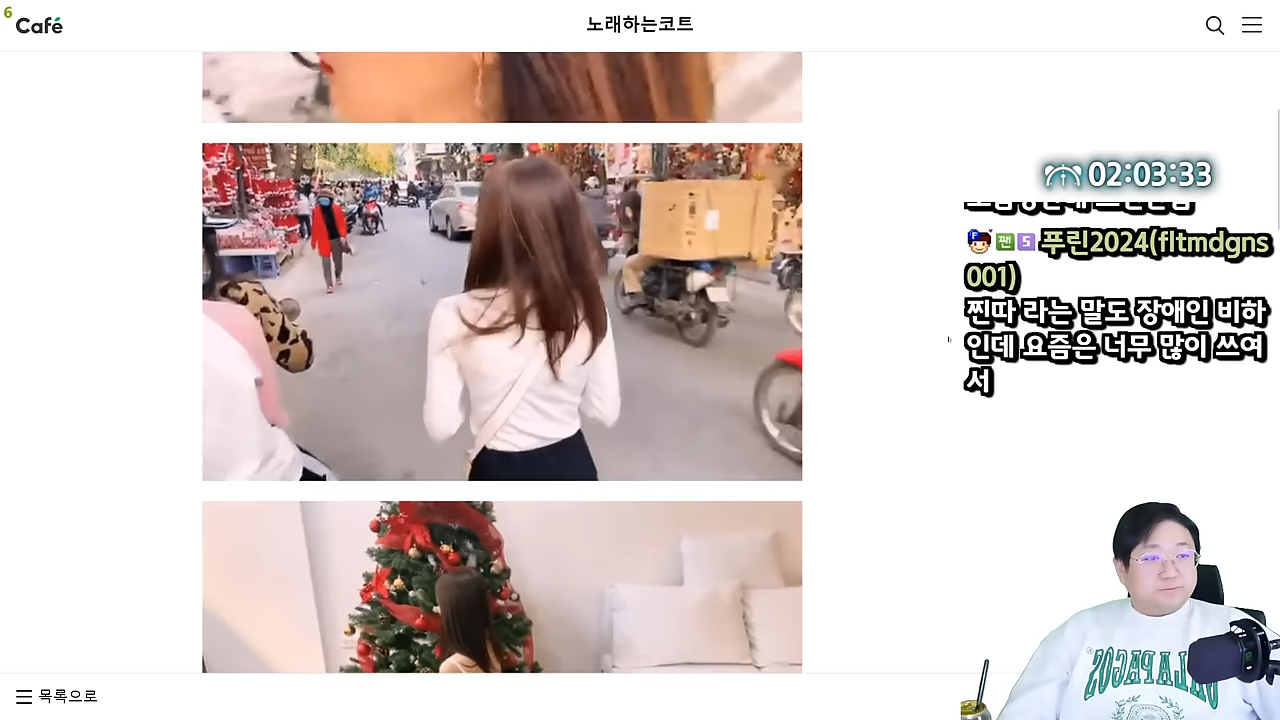 6
Café
노래하는코트
02:03:33
팬 S 푸린2024(fltmdgns
001)
찐따 라는 말도 장애인 비하
인데 요즘은 너무 많이 쓰여
서
GALAPAGOS
목록으로